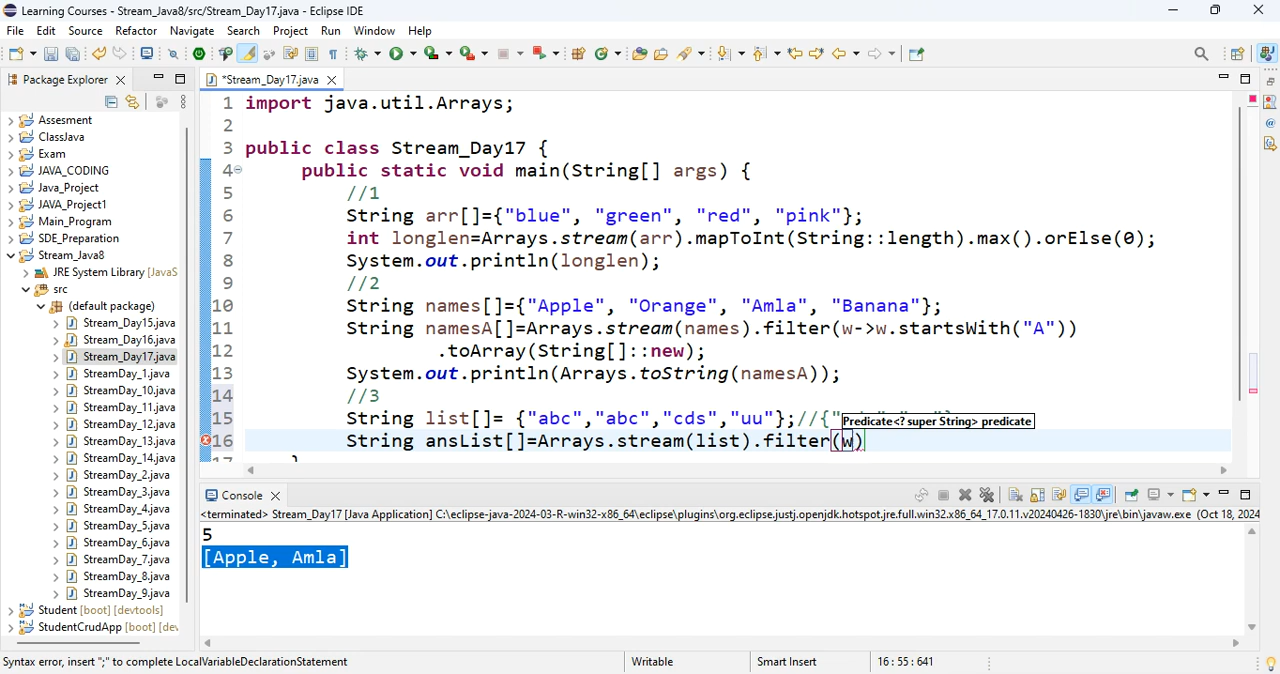 Learning Courses - Stream_Java8/src/Stream_Day17.java - Eclipse IDE
File Edit Source Refactor Navigate Search Project Run Window Help
Package Explorer
*Stream_Day17.java
Assesment
ClassJava
Exam
JAVA_CODING
Java_Project
JAVA_Project1
Main_Program
SDE_Preparation
Stream_Java8
JRE System Library [JavaS
src
(default package)
Stream_Day15.java
Stream_Day16.java
Stream_Day17.java
StreamDay_1.java
StreamDay_10.java
StreamDay_11.java
StreamDay_12.java
StreamDay_13.java
StreamDay_14.java
StreamDay_2.java
StreamDay_3.java
StreamDay_4.java
StreamDay_5.java
StreamDay_6.java
StreamDay_7.java
StreamDay_8.java
StreamDay_9.java
Student [boot] [devtools]
StudentCrudApp [boot] [dev
1 import java.util.Arrays;
2
3 public class Stream_Day17 {
4 public static void main(String[] args) {
5 //1
6 String arr[]={"blue", "green", "red", "pink"};
7 int longlen=Arrays.stream(arr).mapToInt(String::length).max().orElse(0);
8 System.out.println(longlen);
9 //2
10 String names[]={"Apple", "Orange", "Amla", "Banana"};
11 String namesA[]=Arrays.stream(names).filter(w->w.startsWith("A"))
12 .toArray(String[]::new);
13 System.out.println(Arrays.toString(namesA));
14 //3
15 String list[]= {"abc","abc","cds","uu"};//{"
Predicate<? super String> predicate
16 String ansList[]=Arrays.stream(list).filter(w)
17 }
Console
<terminated> Stream_Day17 [Java Application] C:\eclipse-java-2024-03-R-win32-x86_64\eclipse\plugins\org.eclipse.justj.openjdk.hotspot.jre.full.win32.x86_64_17.0.11.v20240426-1830\jre\bin\javaw.exe (Oct 18, 2024
5
[Apple, Amla]
Syntax error, insert ";" to complete LocalVariableDeclarationStatement
Writable
Smart Insert
16 : 55 : 641